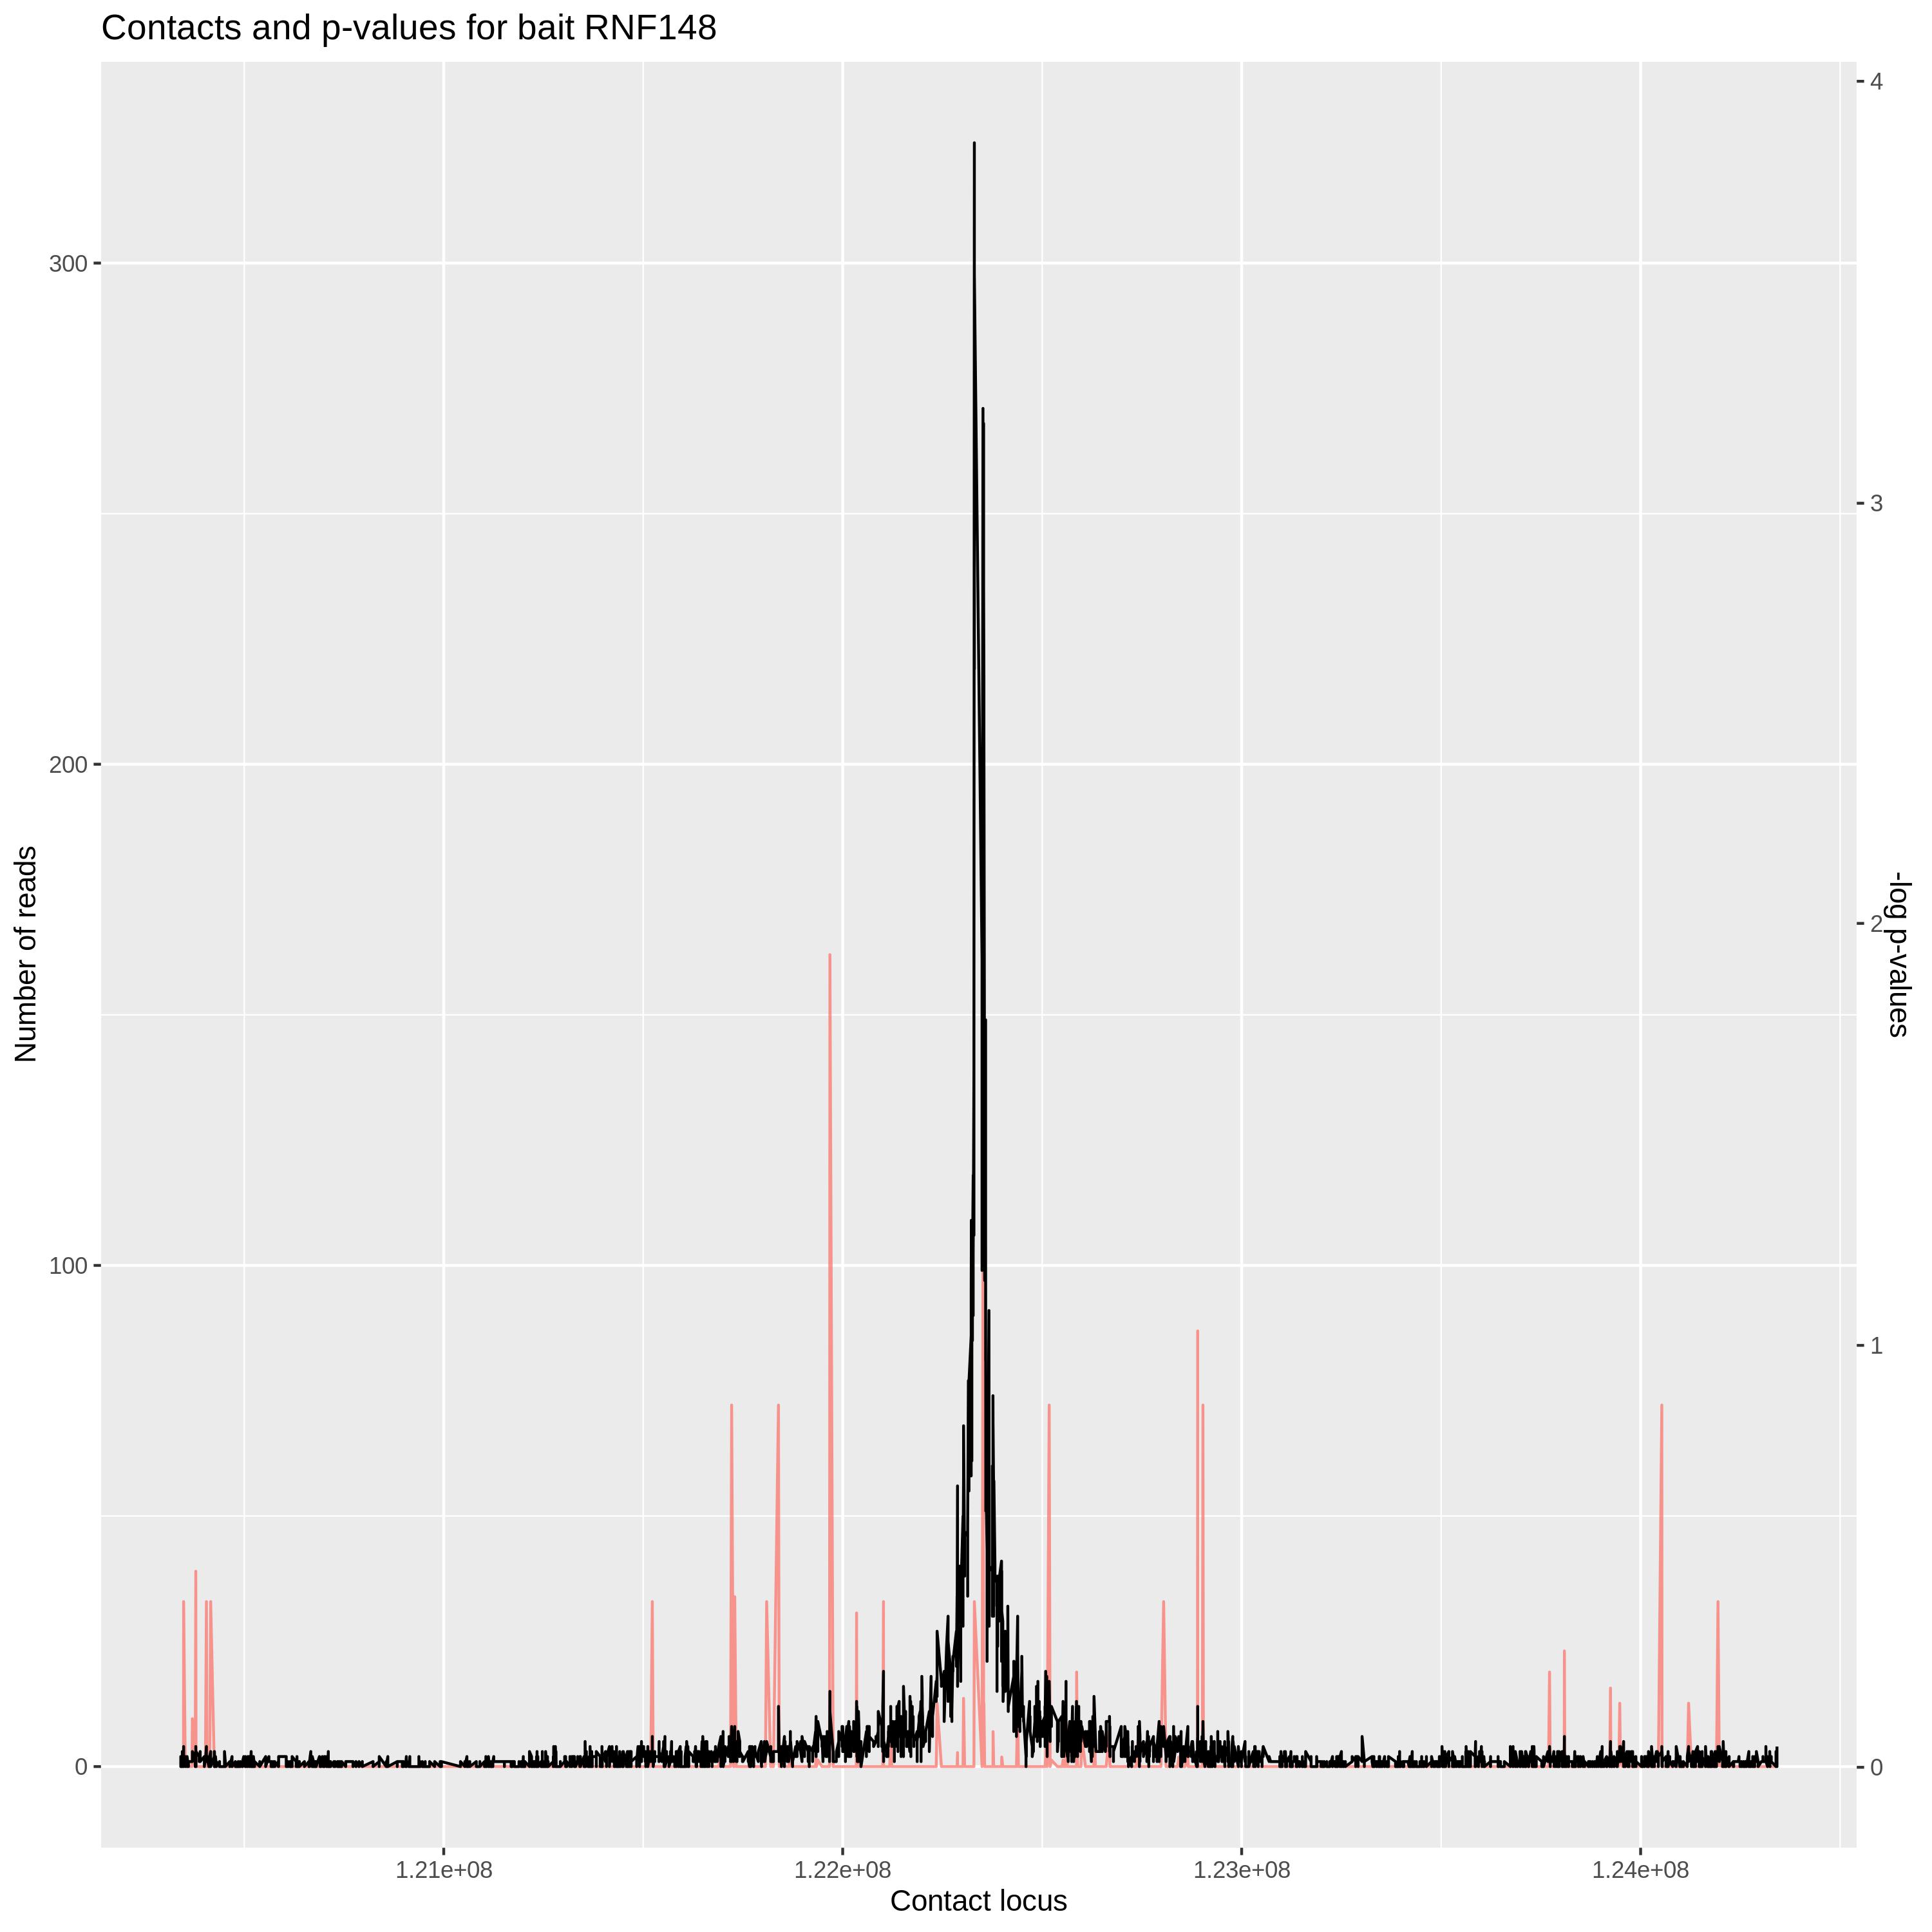 Contacts and p-values for bait RNF148
4
300
3
200
2
100
1
0
0
Number of reads
-log p-values
1.21e+08
1.22e+08
1.23e+08
1.24e+08
Contact locus